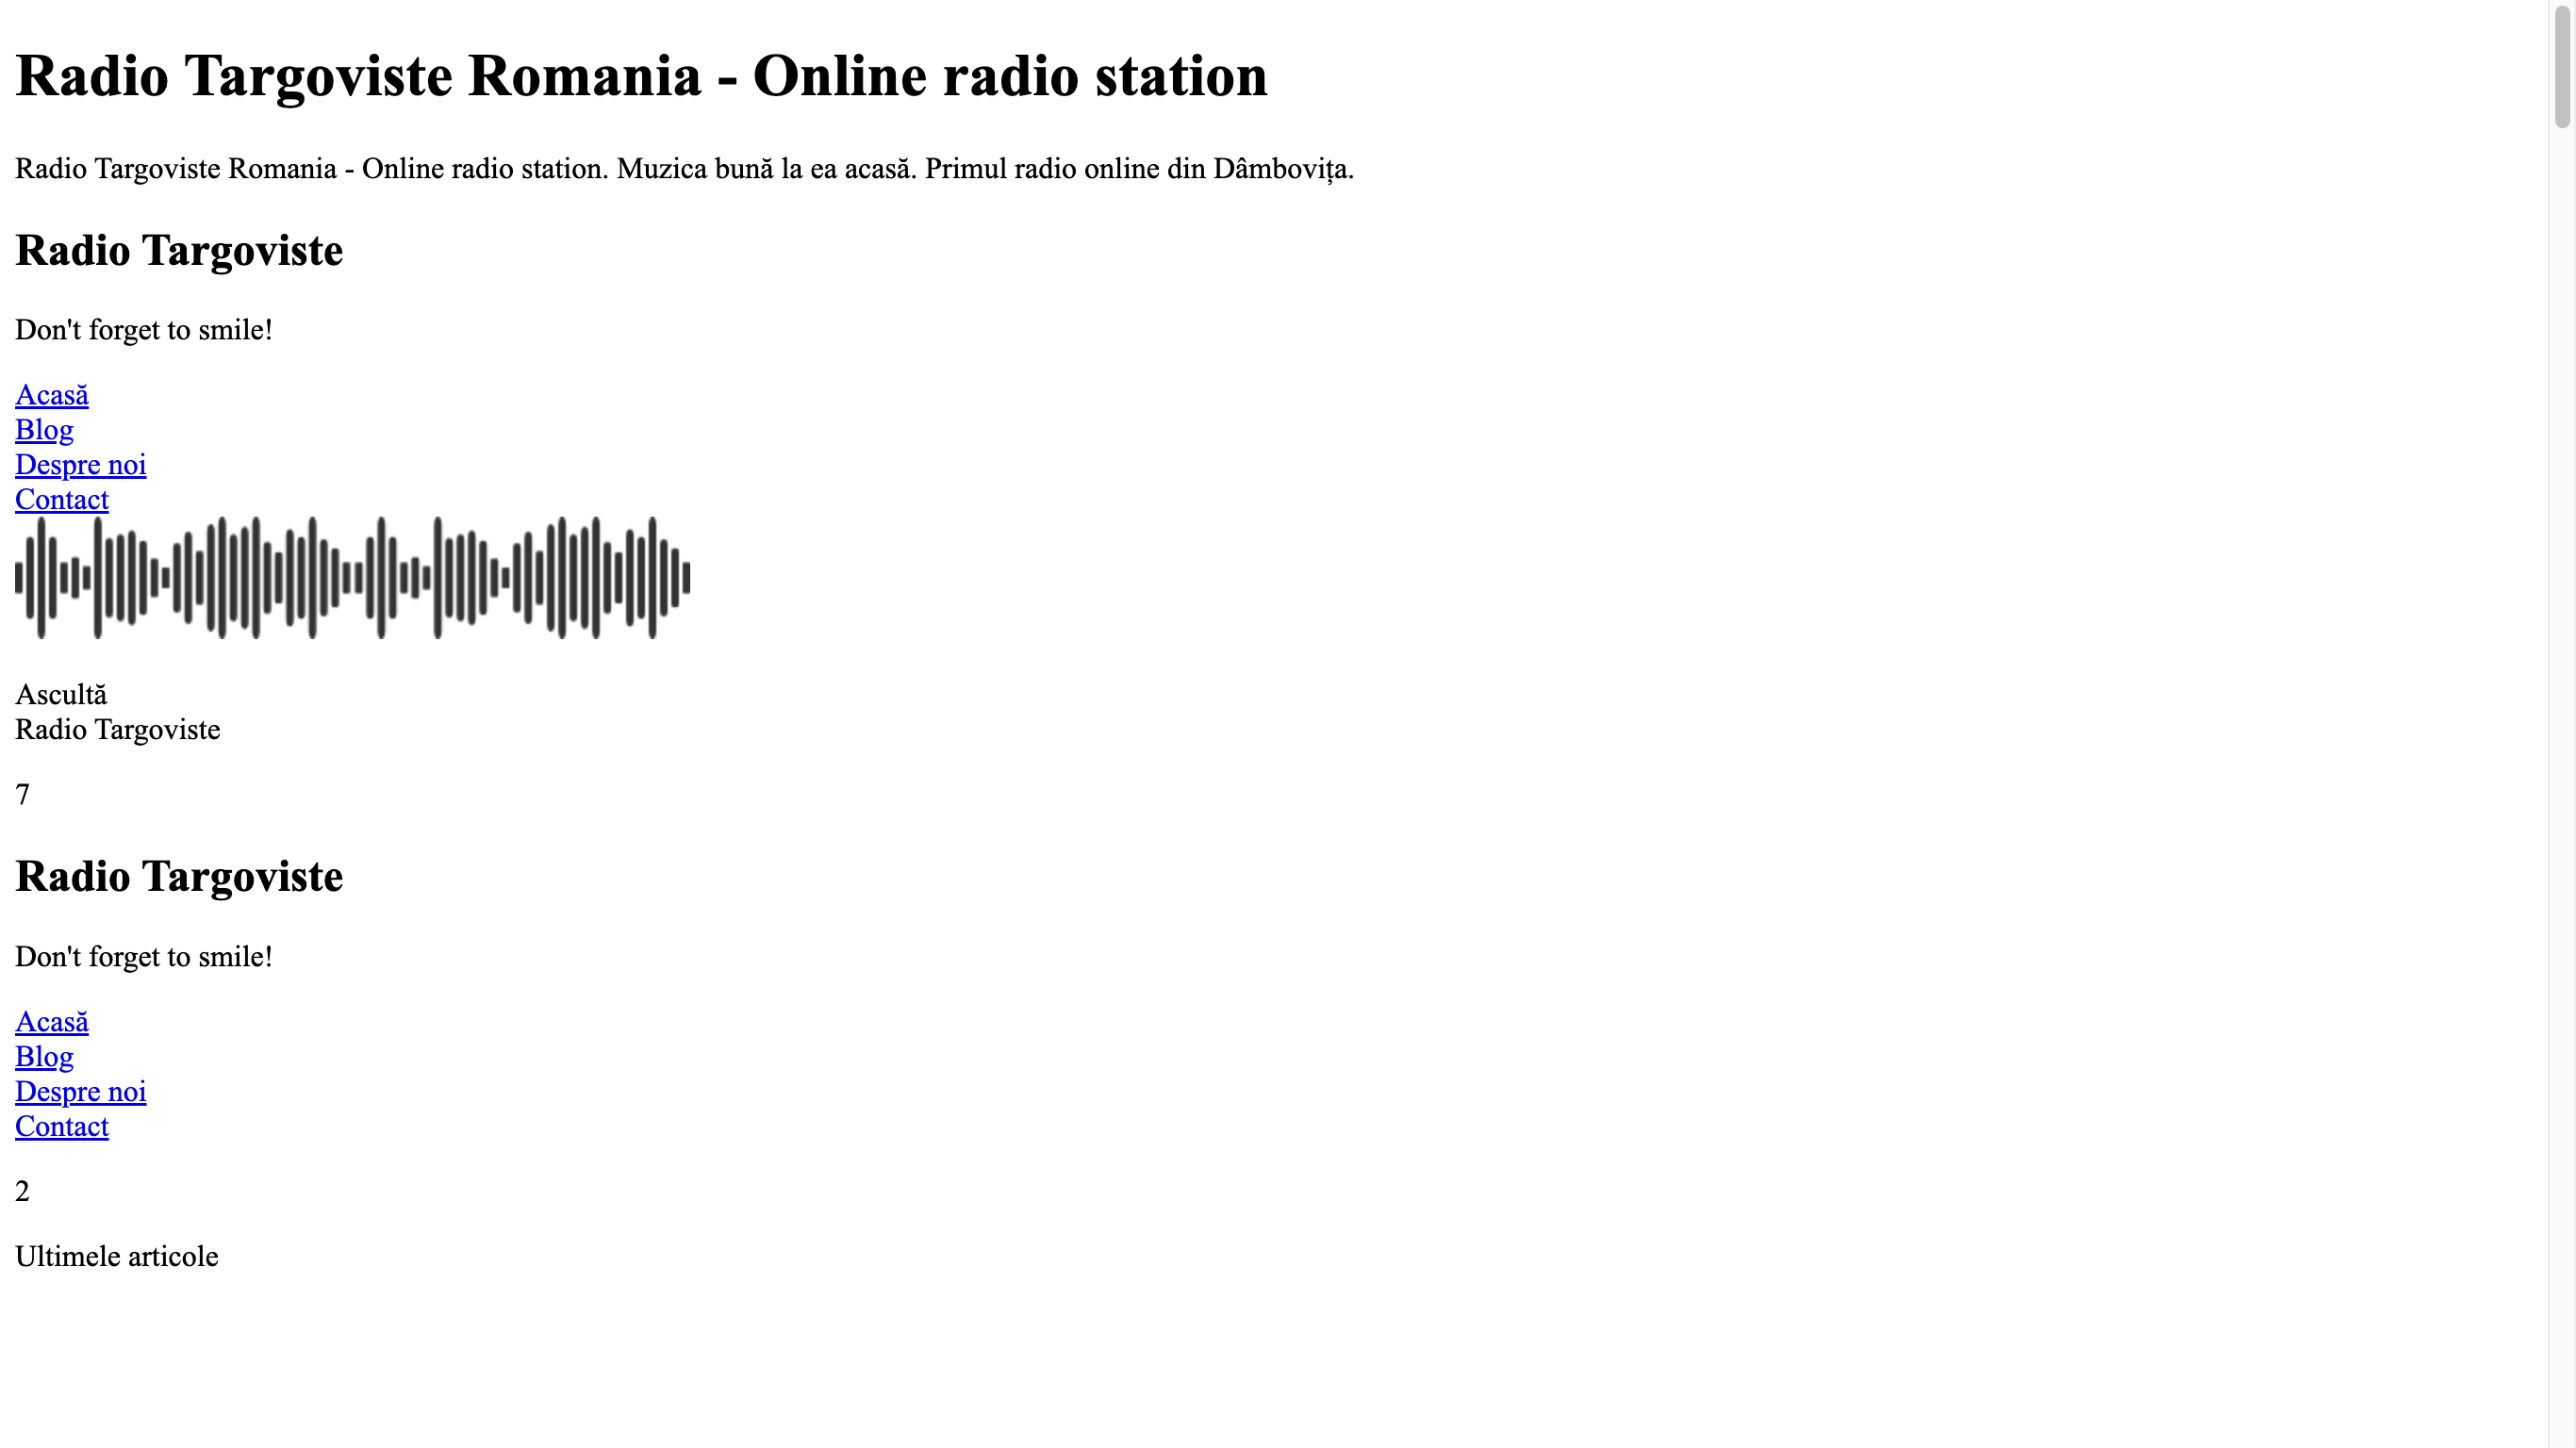 Radio Targoviste Romania - Online radio station
Radio Targoviste Romania - Online radio station. Muzica bună la ea acasă. Primul radio online din Dâmbovița.
Radio Targoviste
Don't forget to smile!
Acasă
Blog
Despre noi
Contact
Ascultă
Radio Targoviste
7
Radio Targoviste
Don't forget to smile!
Acasă
Blog
Despre noi
Contact
2
Ultimele articole